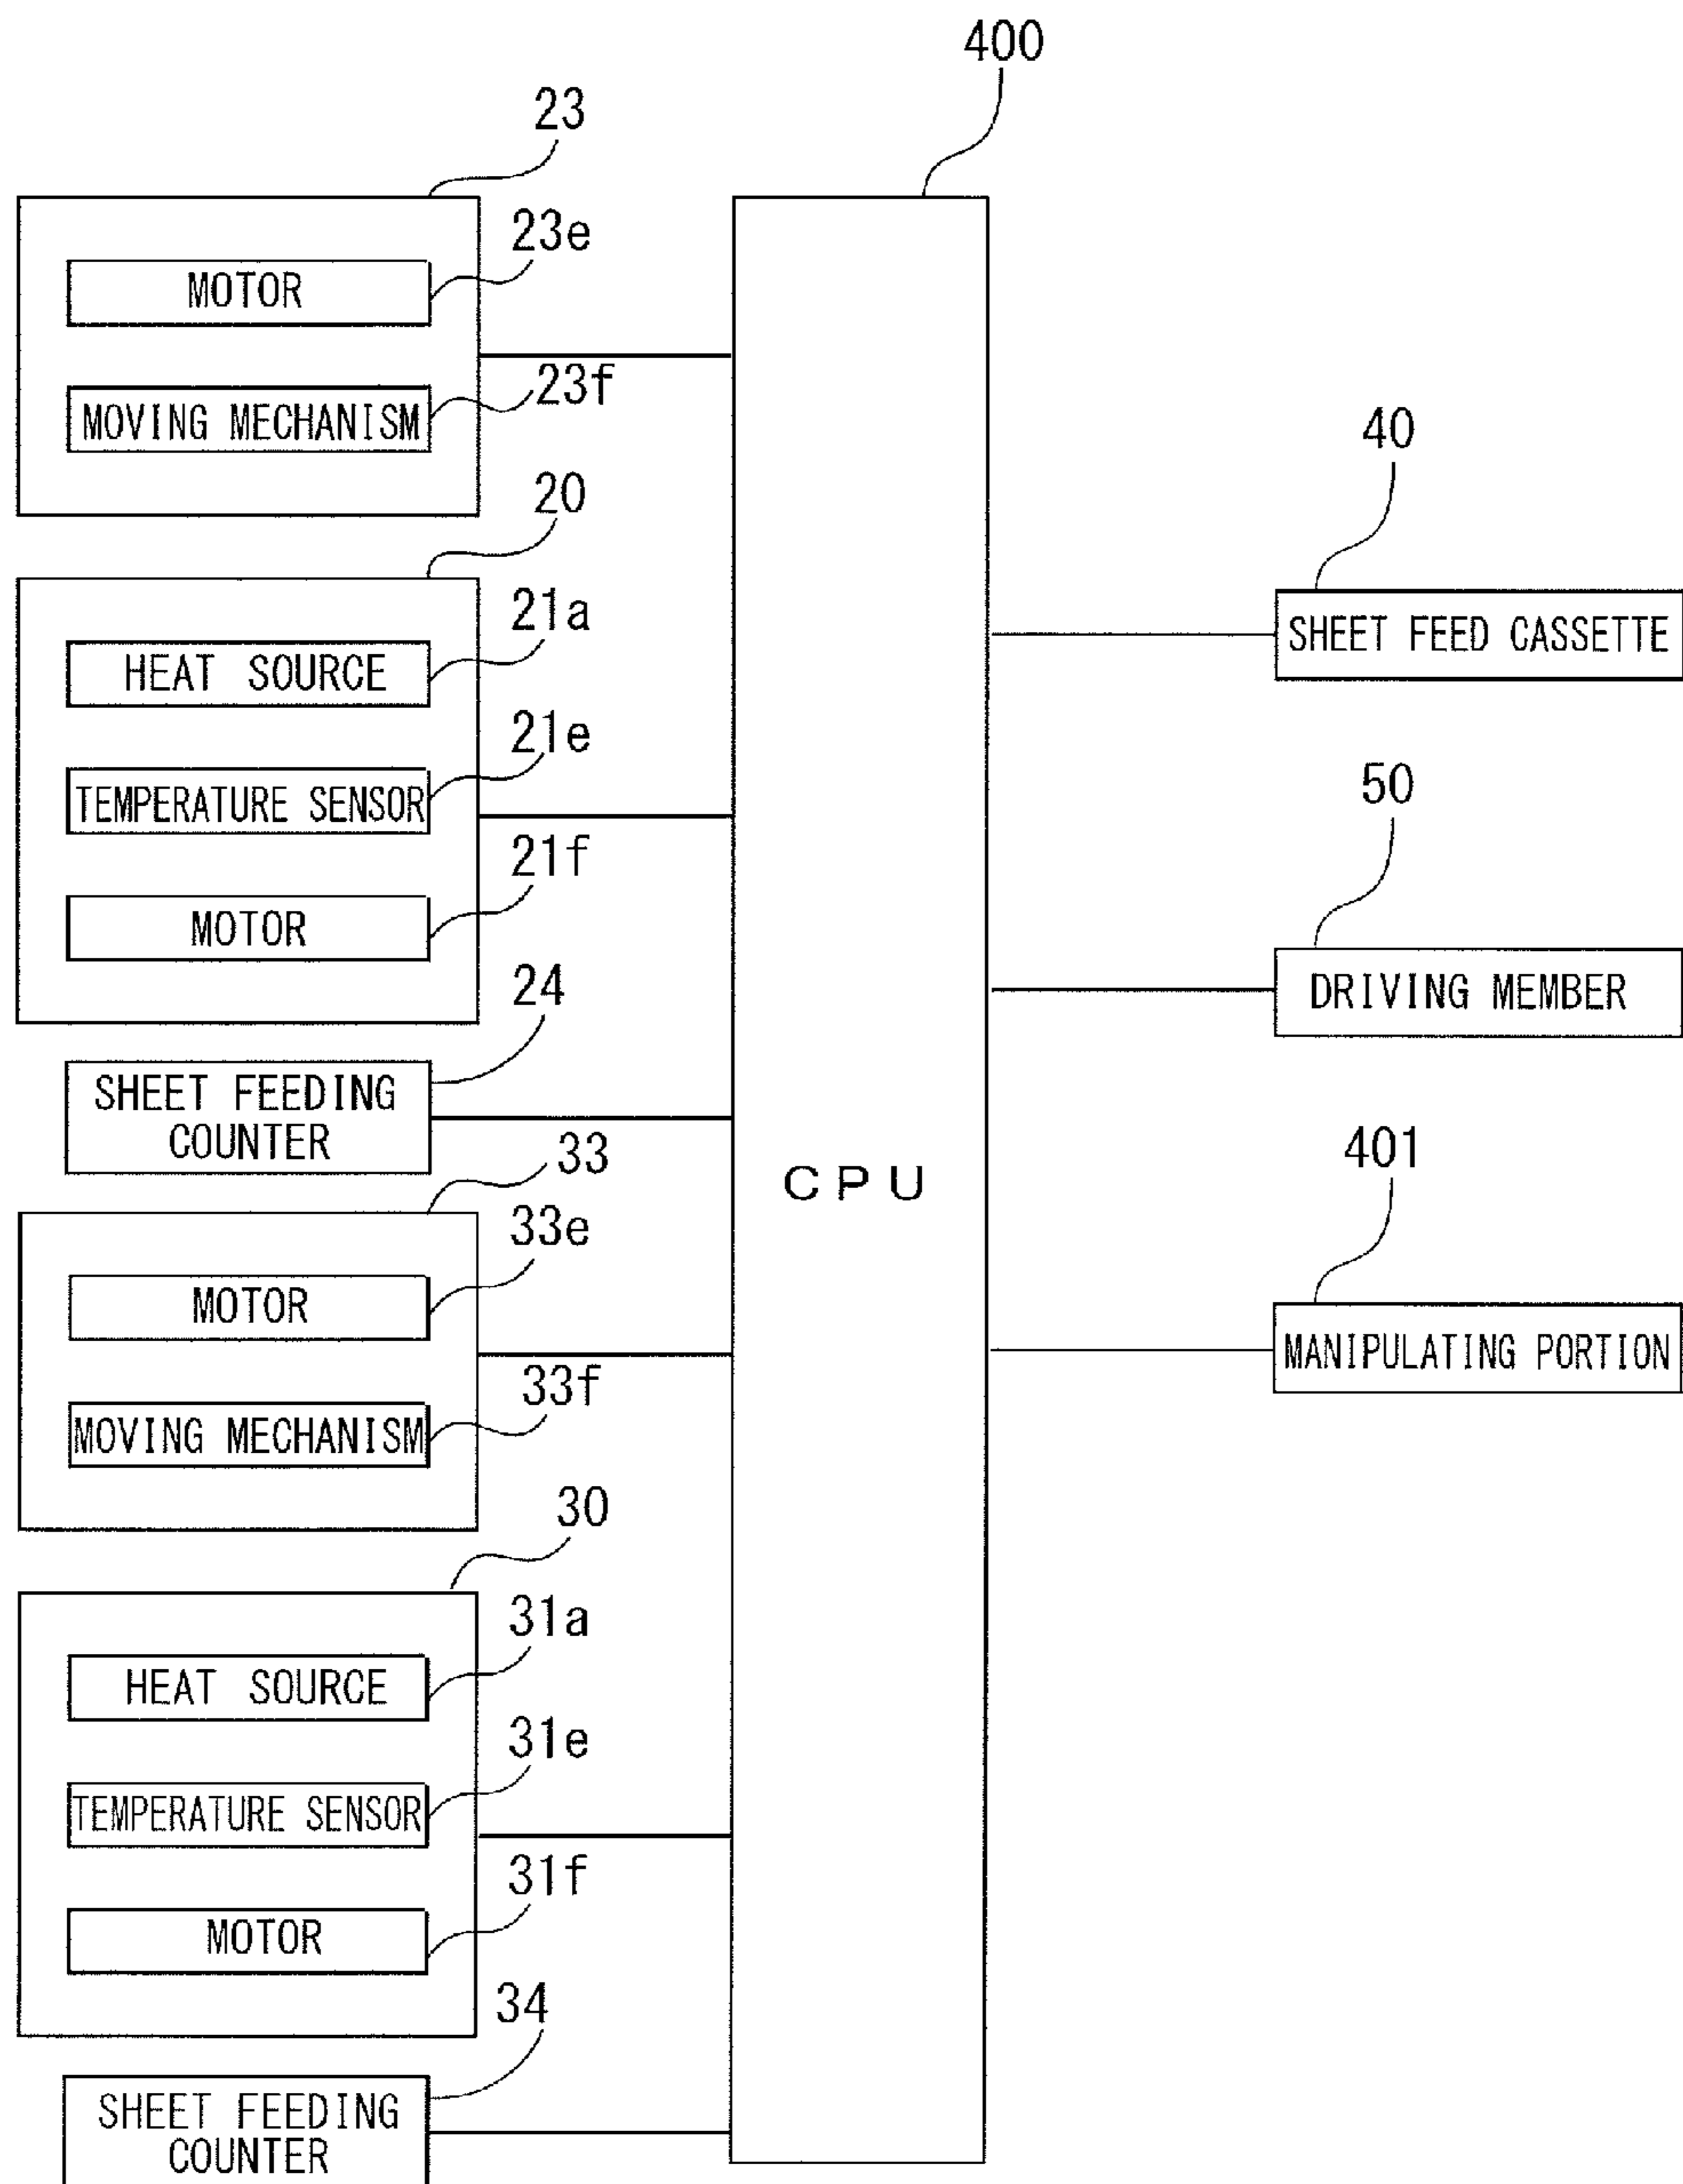 400
23
23e
MOTOR
23f
MOVING MECHANISM
20
21a
HEAT SOURCE
21e
TEMPERATURE SENSOR
21f
MOTOR
24
SHEET FEEDING
COUNTER
33
33e
MOTOR
33f
MOVING MECHANISM
30
31a
HEAT SOURCE
31e
TEMPERATURE SENSOR
31f
MOTOR
34
SHEET FEEDING
COUNTER
CPU
40
SHEET FEED CASSETTE
50
DRIVING MEMBER
401
MANIPULATING PORTION